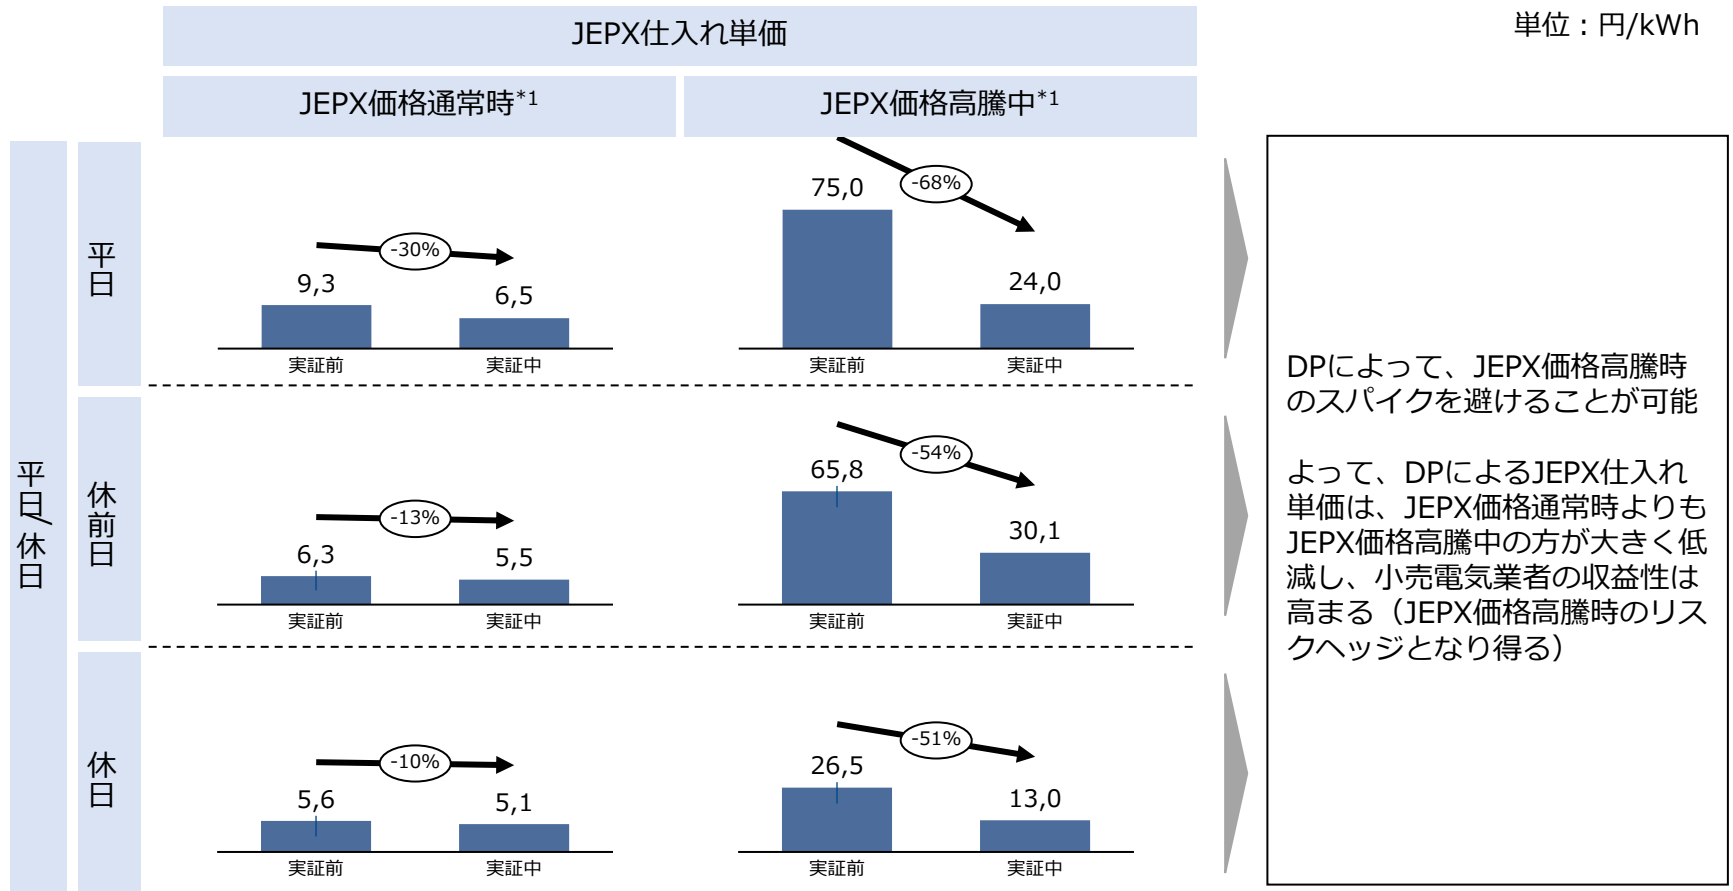 単位：円/kWh
JEPX仕入れ単価
JEPX価格通常時*1
JEPX価格高騰中*1
平日/休日
平日
-30%
9,3
6,5
実証前
実証中
-68%
75,0
24,0
実証前
実証中
休前日
-13%
6,3
5,5
実証前
実証中
-54%
65,8
30,1
実証前
実証中
休日
-10%
5,6
5,1
実証前
実証中
-51%
26,5
13,0
実証前
実証中
DPによって、JEPX価格高騰時
のスパイクを避けることが可能
よって、DPによるJEPX仕入れ
単価は、JEPX価格通常時よりも
JEPX価格高騰中の方が大きく低
減し、小売電気業者の収益性は
高まる（JEPX価格高騰時のリス
クヘッジとなり得る）